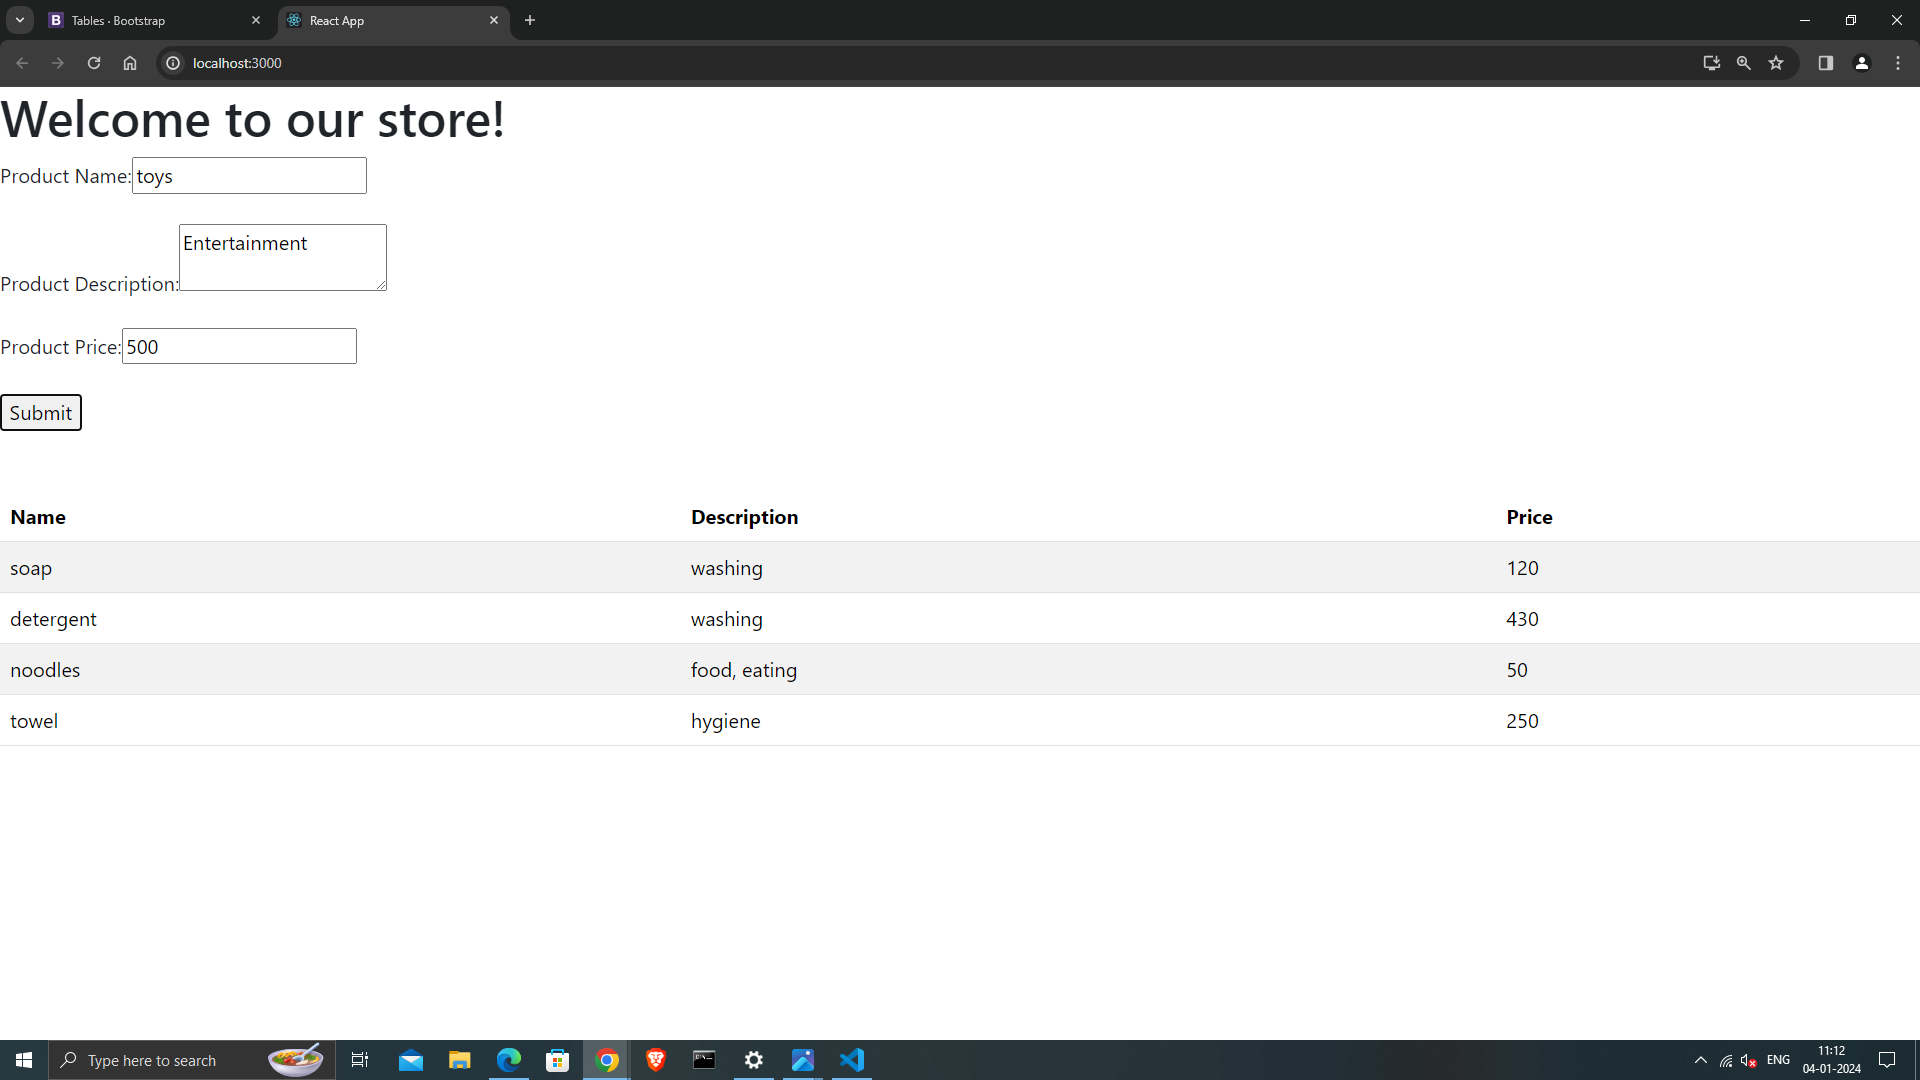 Tables · Bootstrap
React App
localhost:3000
Welcome to our store!
Product Name: toys
Product Description: Entertainment
Product Price: 500
Submit
Name Description Price
soap washing 120
detergent washing 430
noodles food, eating 50
towel hygiene 250
Type here to search
ENG
11:12
04-01-2024